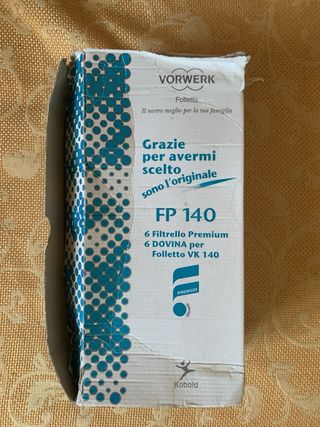 VORWERK
Folletto
Il nostro meglio per la tua famiglia
Grazie
per avermi
scelto
sono l'originale
FP 140
6 Filtrello Premium
6 DOVINA per
Folletto VK 140
PREMIUM
Kobold